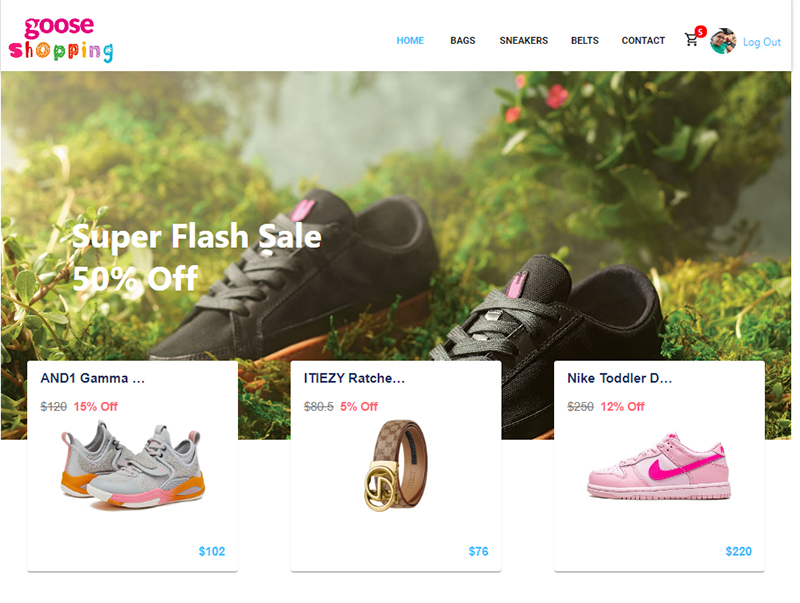 goose
shopping
HOME BAGS SNEAKERS BELTS CONTACT 5 Log Out
Super Flash Sale
50% Off
AND1 Gamma ...
$120 15% Off
$102
ITIEZY Ratche...
$80.5 5% Off
$76
Nike Toddler D...
$250 12% Off
$220